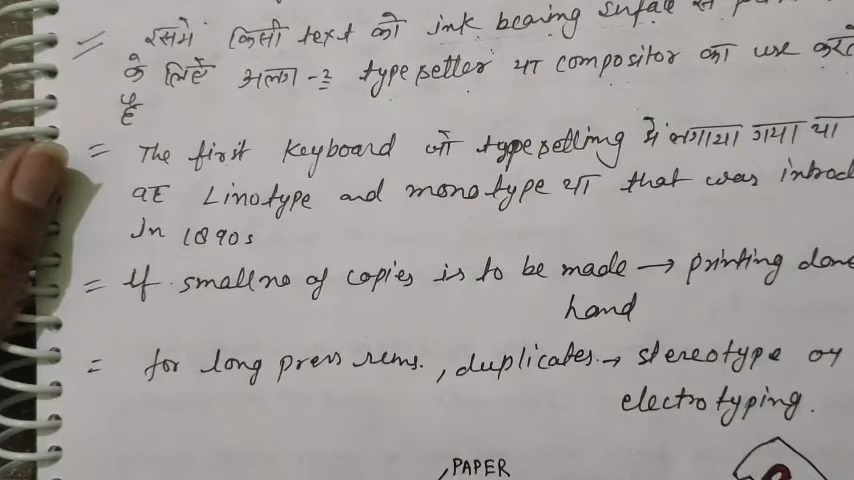 = इसमे किसी text को ink bearing surface से
के लिए अलग-२ typesetter या compositor का use करते
है
= The first Keyboard जो typesetting मे लगाया गया था
वह Linotype and monotype था that was introd
In 1890s
= If small no of copies is to be made → printing done
hand
= for long press runs, duplicates → stereotype or
electrotyping.
PAPER